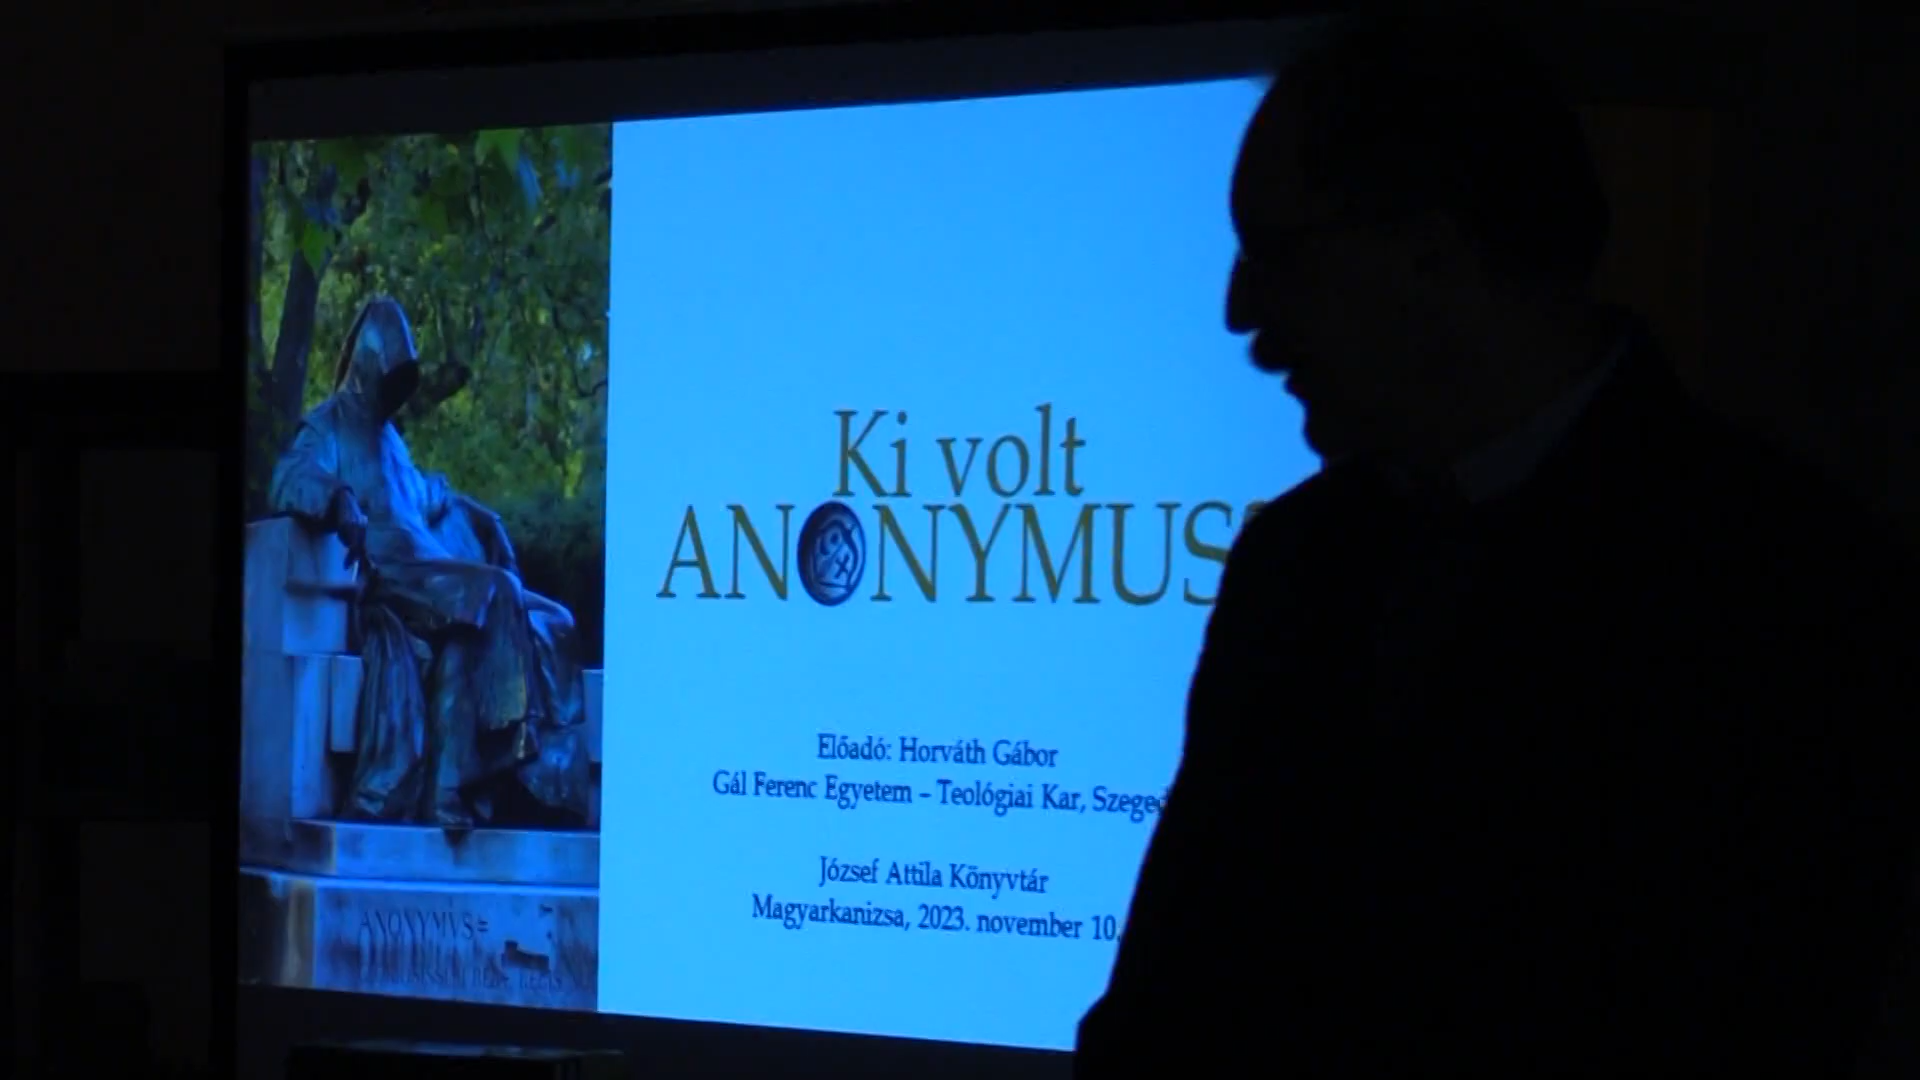 Ki volt
ANONYMUS?
Előadó: Horváth Gábor
Gál Ferenc Egyetem – Teológiai Kar, Szeged
József Attila Könyvtár
Magyarkanizsa, 2023. november 10.
ANONYMVS